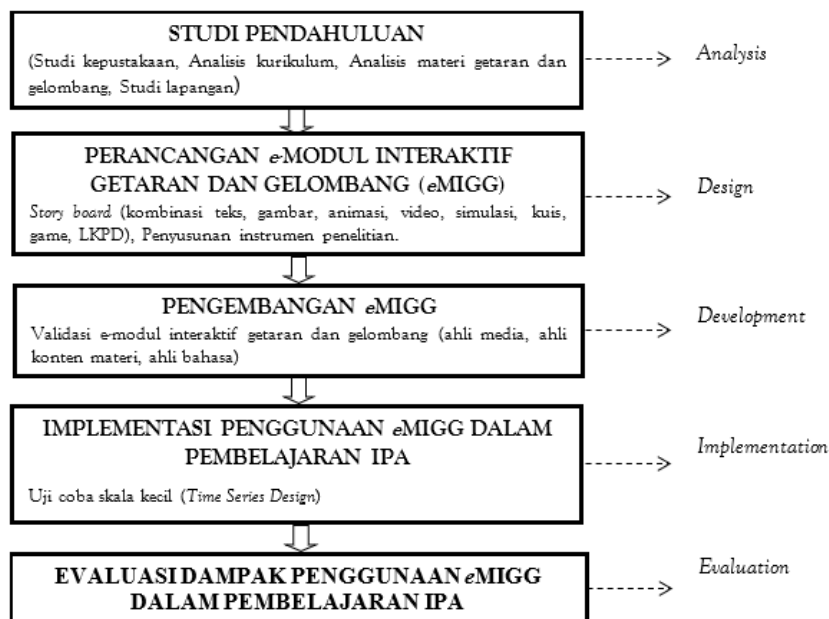 STUDI PENDAHULUAN
(Studi kepustakaan, Analisis kurikulum, Analisis materi getaran dan
gelombang, Studi lapangan)
Analysis
PERANCANGAN e-MODUL INTERAKTIF
GETARAN DAN GELOMBANG (eMIGG)
Story board (kombinasi teks, gambar, animasi, video, simulasi, kuis,
game, LKPD), Penyusunan instrumen penelitian.
Design
PENGEMBANGAN eMIGG
Validasi e-modul interaktif getaran dan gelombang (ahli media, ahli
konten materi, ahli bahasa)
Development
IMPLEMENTASI PENGGUNAAN eMIGG DALAM
PEMBELAJARAN IPA
Uji coba skala kecil (Time Series Design)
Implementation
EVALUASI DAMPAK PENGGUNAAN eMIGG
DALAM PEMBELAJARAN IPA
Evaluation